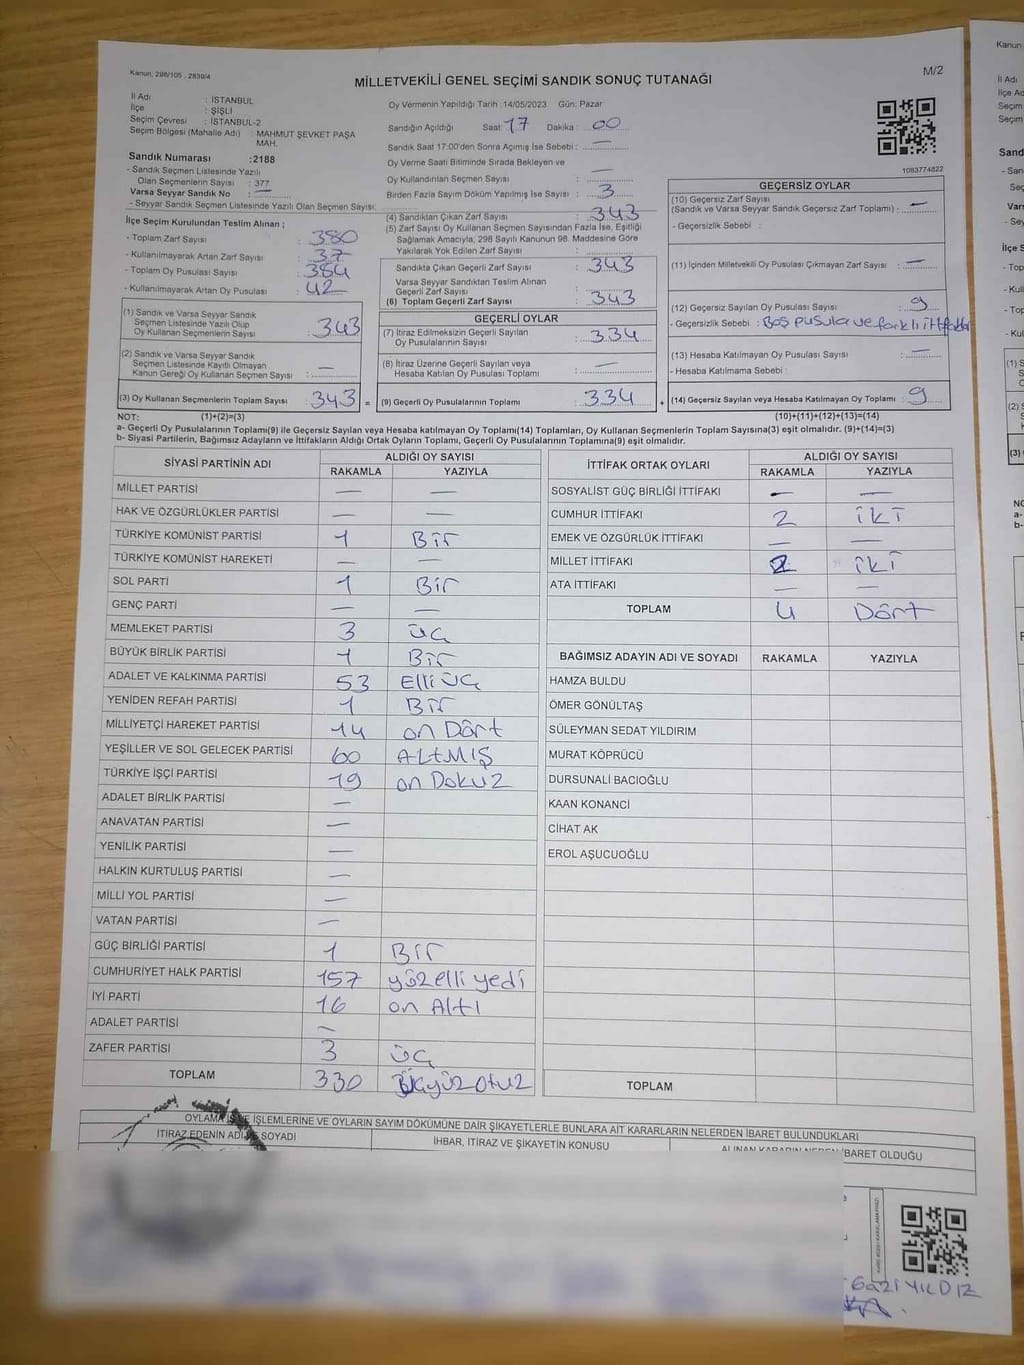 Kanun: 298/105 , 2839/4
M/2
MİLLETVEKİLİ GENEL SEÇİMİ SANDIK SONUÇ TUTANAĞI
İl Adı : İSTANBUL
İlçe : ŞİŞLİ
Seçim Çevresi : İSTANBUL-2
Seçim Bölgesi (Mahalle Adı) : MAHMUT ŞEVKET PAŞA MAH.
Sandık Numarası :2188
- Sandık Seçmen Listesinde Yazılı
Olan Seçmenlerin Sayısı : 377
Varsa Seyyar Sandık No : —
- Seyyar Sandık Seçmen Listesinde Yazılı Olan Seçmen Sayısı:
Oy Vermenin Yapıldığı Tarih :14/05/2023 Gün: Pazar
Sandığın Açıldığı Saat: 17 Dakika : 00
Sandık Saat 17:00'den Sonra Açımış İse Sebebi : —
Oy Verme Saati Bitiminde Sırada Bekleyen ve
Oy Kullandırılan Seçmen Sayısı : —
Birden Fazla Sayım Döküm Yapılmış İse Sayısı : 3
İlçe Seçim Kurulundan Teslim Alınan ;
- Toplam Zarf Sayısı : 380
- Kullanılmayarak Artan Zarf Sayısı : 37
- Toplam Oy Pusulası Sayısı : 384
- Kullanılmayarak Artan Oy Pusulası : 42
(1) Sandık ve Varsa Seyyar Sandık
Seçmen Listesinde Yazılı Olup
Oy Kullanan Seçmenlerin Sayısı : 343
(2) Sandık ve Varsa Seyyar Sandık
Seçmen Listesinde Kayıtlı Olmayan
Kanun Gereği Oy Kullanan Seçmen Sayısı : —
(3) Oy Kullanan Seçmenlerin Toplam Sayısı : 343 =
(4) Sandıktan Çıkan Zarf Sayısı : 343
(5) Zarf Sayısı Oy Kullanan Seçmen Sayısından Fazla İse, Eşitliği
Sağlamak Amacıyla, 298 Sayılı Kanunun 98. Maddesine Göre
Yakılarak Yok Edilen Zarf Sayısı :
Sandıkta Çıkan Geçerli Zarf Sayısı : 343
Varsa Seyyar Sandıktan Teslim Alınan
Geçerli Zarf Sayısı :
(6) Toplam Geçerli Zarf Sayısı : 343
GEÇERLİ OYLAR
(7) İtiraz Edilmeksizin Geçerli Sayılan
Oy Pusulalarının Sayısı : 334
(8) İtiraz Üzerine Geçerli Sayılan veya
Hesaba Katılan Oy Pusulası Toplamı : —
(9) Geçerli Oy Pusulalarının Toplamı : 334 +
1083774822
GEÇERSİZ OYLAR
(10) Geçersiz Zarf Sayısı
(Sandık ve Varsa Seyyar Sandık Geçersiz Zarf Toplamı) : —
- Geçersizlik Sebebi :
(11) İçinden Milletvekili Oy Pusulası Çıkmayan Zarf Sayısı : —
(12) Geçersiz Sayılan Oy Pusulası Sayısı : 9
- Geçersizlik Sebebi : Boş pusula ve farklı ittifaklar
(13) Hesaba Katılmayan Oy Pusulası Sayısı : —
- Hesaba Katılmama Sebebi :
(14) Geçersiz Sayılan veya Hesaba Katılmayan Oy Toplamı : 9
NOT: (1)+(2)=(3) (10)+(11)+(12)+(13)=(14)
a- Geçerli Oy Pusulalarının Toplamı(9) ile Geçersiz Sayılan veya Hesaba katılmayan Oy Toplamı(14) Toplamları, Oy Kullanan Seçmenlerin Toplam Sayısına(3) eşit olmalıdır. (9)+(14)=(3)
b- Siyasi Partilerin, Bağımsız Adayların ve İttifakların Aldığı Ortak Oyların Toplamı, Geçerli Oy Pusulalarının Toplamına(9) eşit olmalıdır.
SİYASİ PARTİNİN ADI ALDIĞI OY SAYISI
RAKAMLA YAZIYLA
MİLLET PARTİSİ — —
HAK VE ÖZGÜRLÜKLER PARTİSİ — —
TÜRKİYE KOMÜNİST PARTİSİ 1 Bir
TÜRKİYE KOMÜNİST HAREKETİ — —
SOL PARTİ 1 Bir
GENÇ PARTİ — —
MEMLEKET PARTİSİ 3 üç
BÜYÜK BİRLİK PARTİSİ 1 Bir
ADALET VE KALKINMA PARTİSİ 53 Elli üç
YENİDEN REFAH PARTİSİ 1 Bir
MİLLİYETÇİ HAREKET PARTİSİ 14 on Dört
YEŞİLLER VE SOL GELECEK PARTİSİ 60 ALTMIŞ
TÜRKİYE İŞÇİ PARTİSİ 19 on Dokuz
ADALET BİRLİK PARTİSİ —
ANAVATAN PARTİSİ —
YENİLİK PARTİSİ —
HALKIN KURTULUŞ PARTİSİ —
MİLLİ YOL PARTİSİ —
VATAN PARTİSİ —
GÜÇ BİRLİĞİ PARTİSİ 1 Bir
CUMHURİYET HALK PARTİSİ 157 yüzelli yedi
İYİ PARTİ 16 on Altı
ADALET PARTİSİ —
ZAFER PARTİSİ 3 üç
TOPLAM 330 üçyüz otuz
İTTİFAK ORTAK OYLARI ALDIĞI OY SAYISI
RAKAMLA YAZIYLA
SOSYALİST GÜÇ BİRLİĞİ İTTİFAKI — —
CUMHUR İTTİFAKI 2 iki
EMEK VE ÖZGÜRLÜK İTTİFAKI — —
MİLLET İTTİFAKI 2 iki
ATA İTTİFAKI — —
TOPLAM 4 Dört
BAĞIMSIZ ADAYIN ADI VE SOYADI RAKAMLA YAZIYLA
HAMZA BULDU
ÖMER GÖNÜLTAŞ
SÜLEYMAN SEDAT YILDIRIM
MURAT KÖPRÜCÜ
DURSUNALİ BACIOĞLU
KAAN KONANCİ
CİHAT AK
EROL AŞUCUOĞLU
TOPLAM
OYLAMA İŞ VE İŞLEMLERİNE VE OYLARIN SAYIM DÖKÜMÜNE DAİR ŞİKAYETLERLE BUNLARA AİT KARARLARIN NELERDEN İBARET BULUNDUKLARI
İTİRAZ EDENİN ADI VE SOYADI
İHBAR, İTİRAZ VE ŞİKAYETİN KONUSU
ALINAN KARARIN NEDEN İBARET OLDUĞU
Gazi YILDIZ